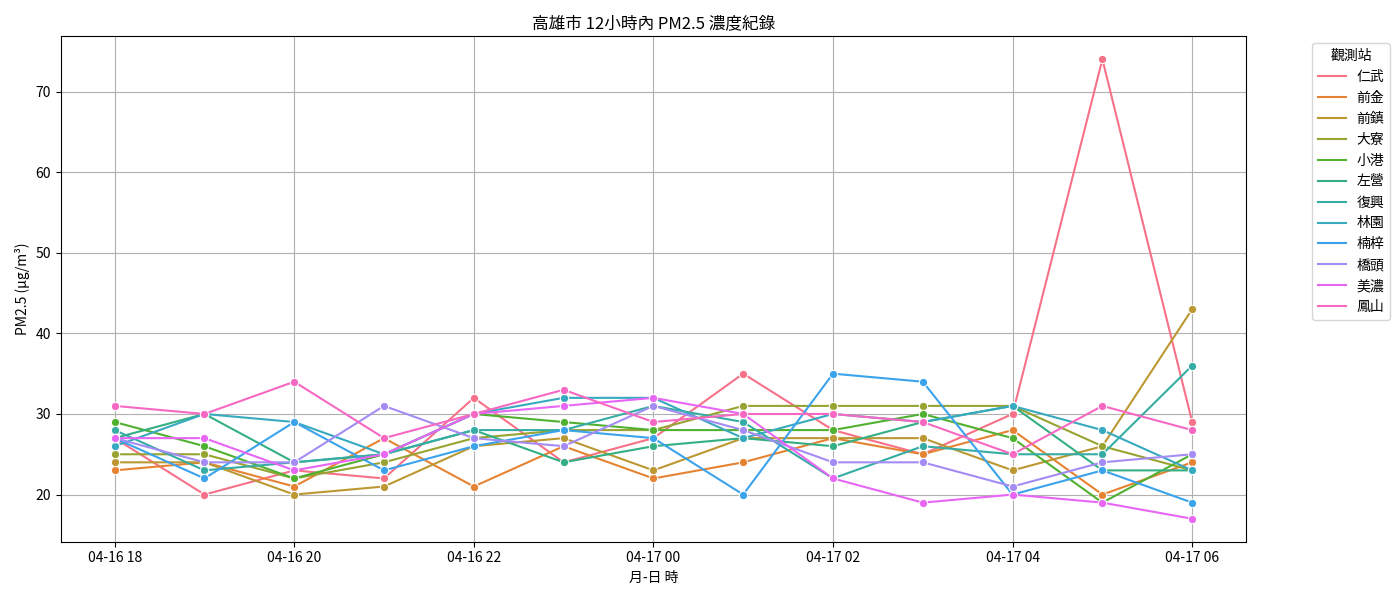 高雄市 12小時內 PM2.5 濃度紀錄
PM2.5 (μg/m³)
70
60
50
40
30
20
04-16 18
04-16 20
04-16 22
04-17 00
04-17 02
04-17 04
04-17 06
月-日 時
觀測站
仁武
前金
前鎮
大寮
小港
左營
復興
林園
楠梓
橋頭
美濃
鳳山